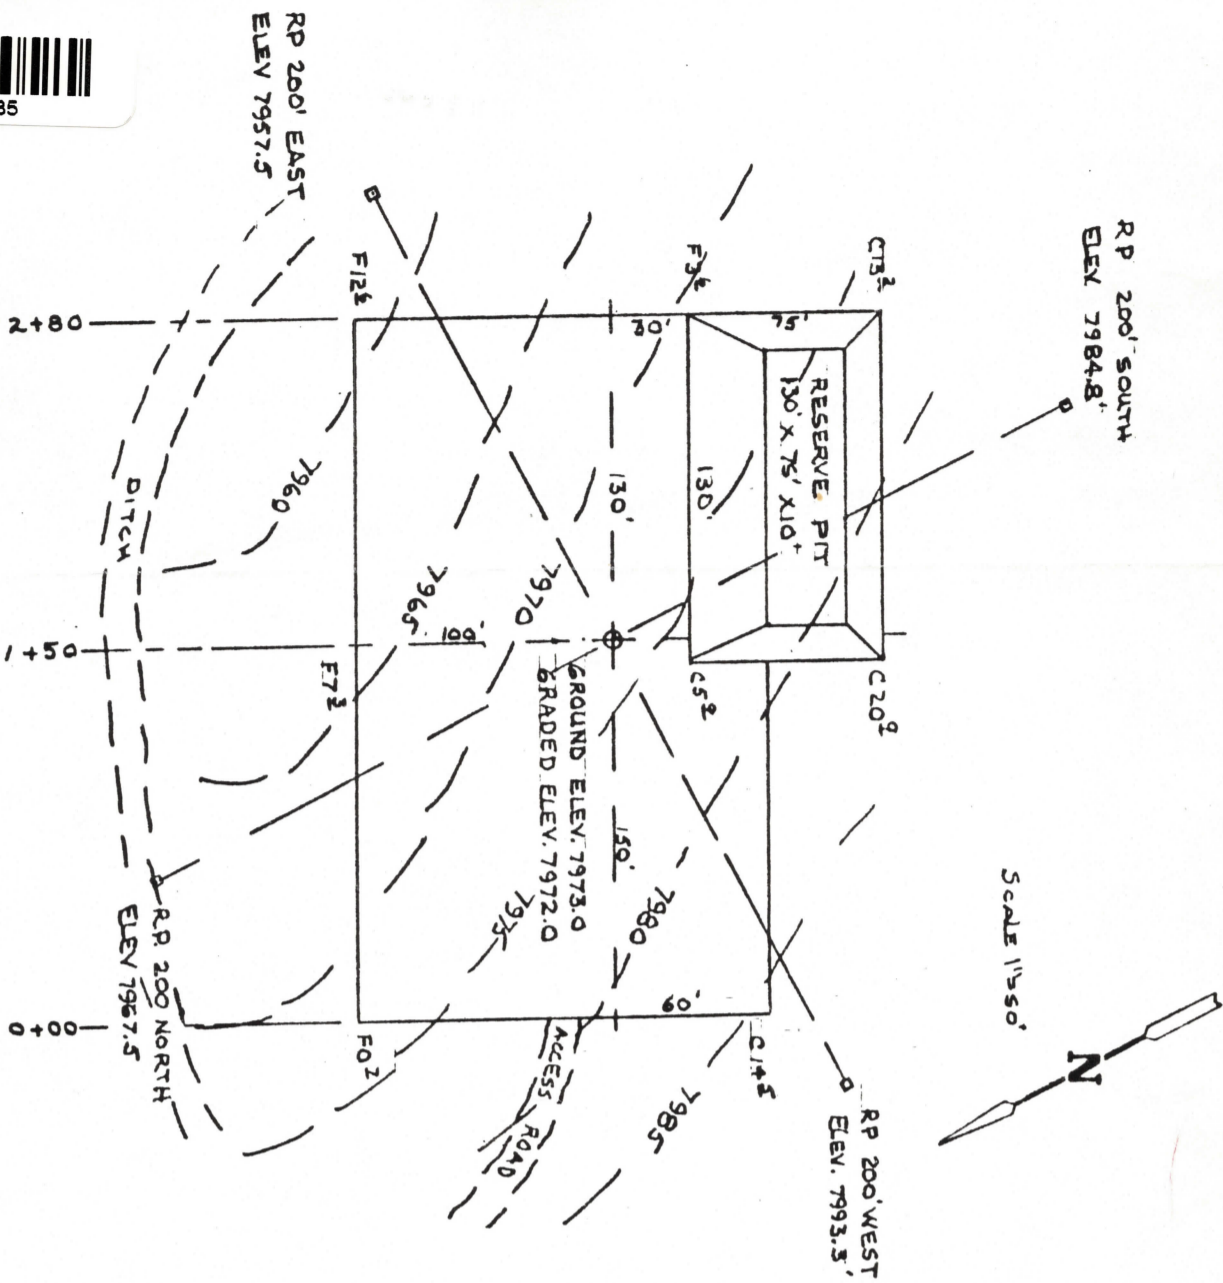 35
RP 200' EAST
ELEV 7957.5
RP 200' SOUTH
ELEV 7984.8'
F12
F3
C13
2+80
30'
75'
RESERVE PIT
130' X 75' X 10'
130'
130'
7960
DITCH
7965
7970
100'
1+50
F7
C5
C20
GROUND ELEV. 7973.0
GRADED ELEV. 7972.0
150'
7975
7980
SCALE 1"=50'
N
R.P. 200 NORTH
ELEV 7967.5
0+00
F0
60'
C14
ACCESS ROAD
7985
RP 200' WEST
ELEV. 7993.3'